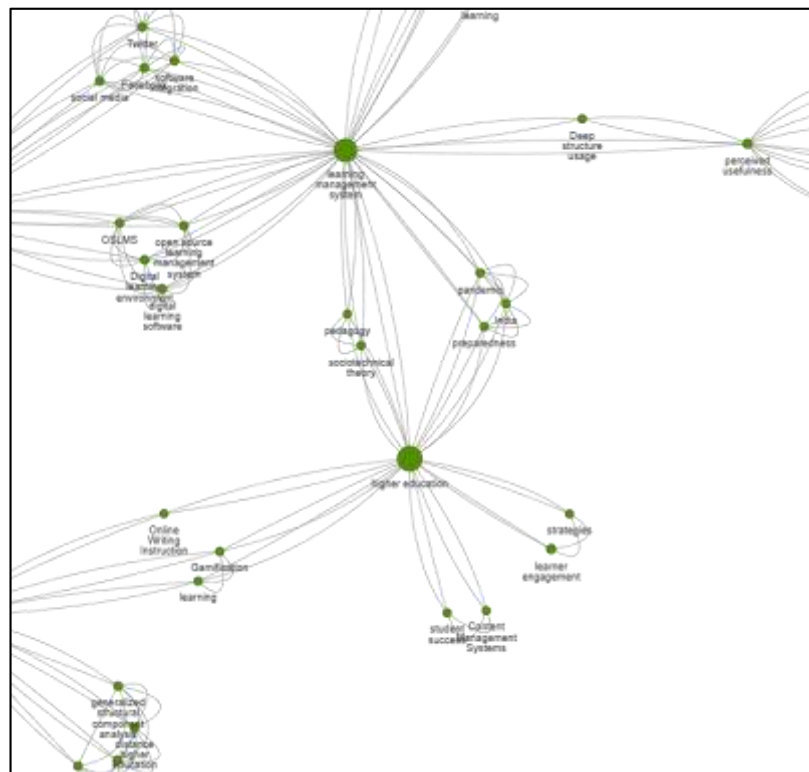 learning
Twitter
Facebook
software
integration
social media
learning
management
system
Deep
structure
usage
perceived
usefulness
OSLMS
open source
learning
management
system
Digital
learning
environment
digital
learning
software
pandemic
India
preparedness
pedagogy
sociotechnical
theory
higher education
Online
Writing
Instruction
Gamification
learning
strategies
learner
engagement
student
success
Content
Management
Systems
generalized
structural
component
analysis
distance
higher
education